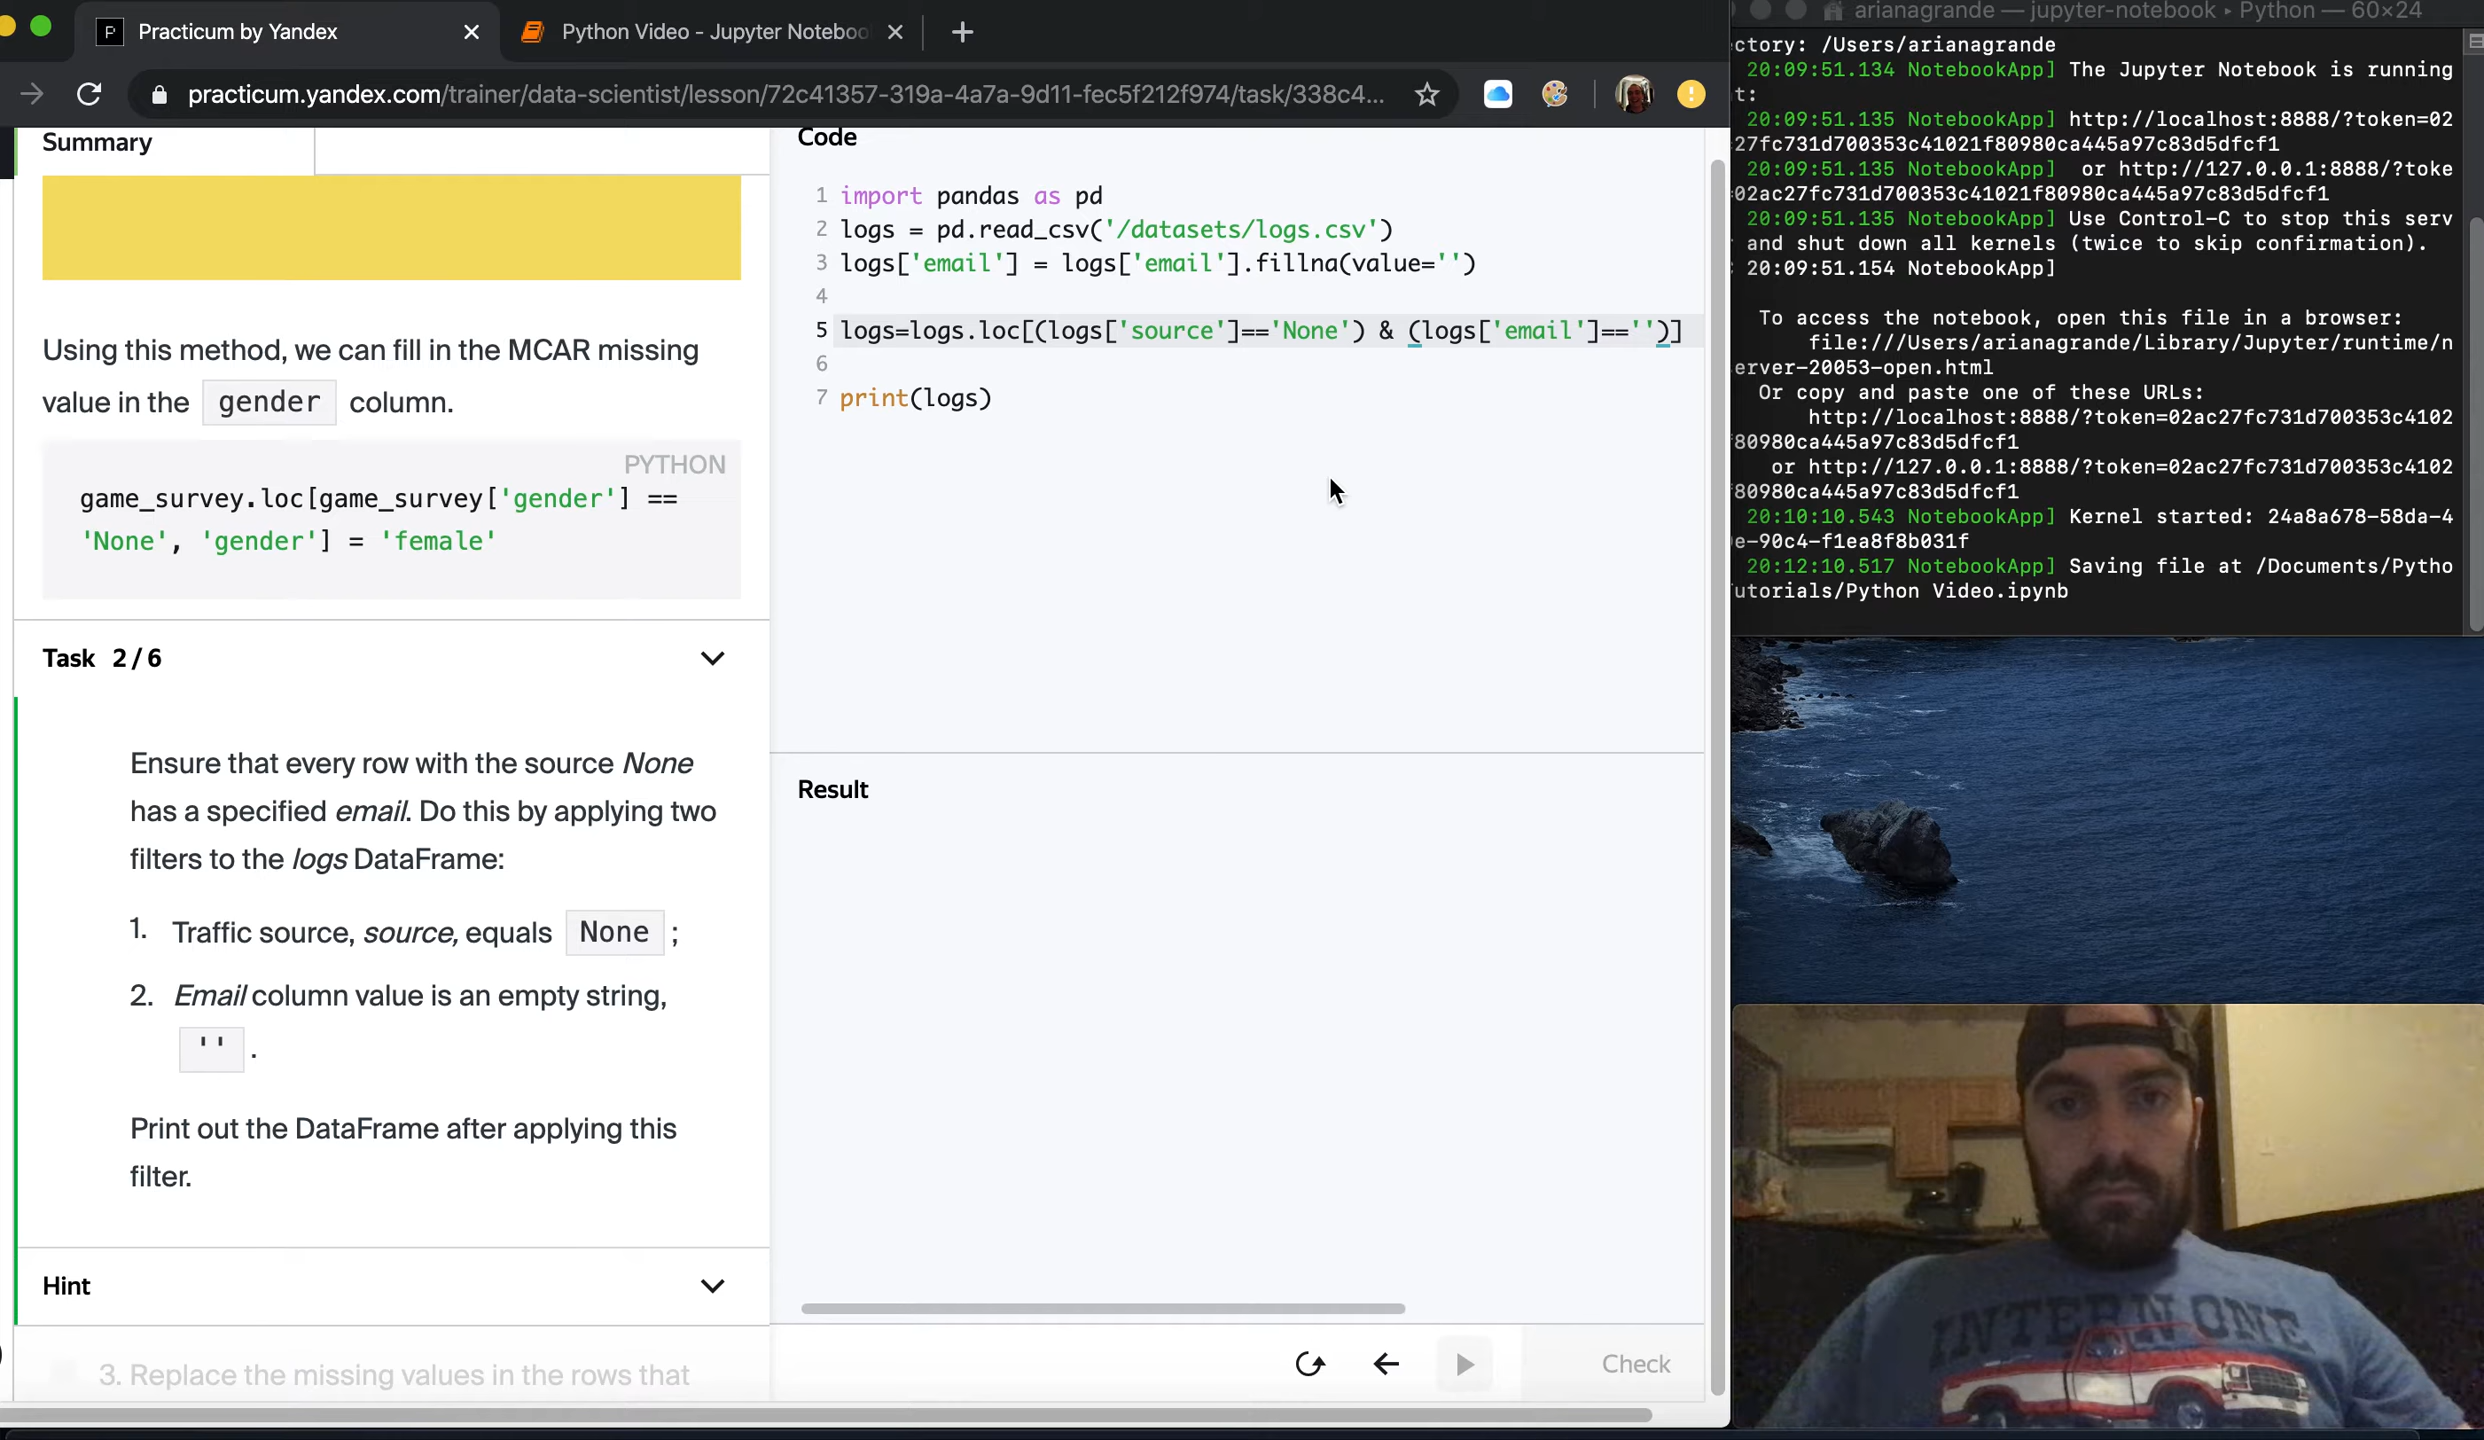 Practicum by Yandex
Python Video - Jupyter Noteboo
practicum.yandex.com/trainer/data-scientist/lesson/72c41357-319a-4a7a-9d11-fec5f212f974/task/338c4...
Summary
Using this method, we can fill in the MCAR missing
value in the gender column.
PYTHON
game_survey.loc[game_survey['gender'] ==
'None', 'gender'] = 'female'
Task 2 / 6
Ensure that every row with the source None
has a specified email. Do this by applying two
filters to the logs DataFrame:
1. Traffic source, source, equals None ;
2. Email column value is an empty string,
'' .
Print out the DataFrame after applying this
filter.
Hint
3. Replace the missing values in the rows that
Code
1 import pandas as pd
2 logs = pd.read_csv('/datasets/logs.csv')
3 logs['email'] = logs['email'].fillna(value='')
4
5 logs=logs.loc[(logs['source']=='None') & (logs['email']=='')]
6
7 print(logs)
Result
Check
arianagrande — jupyter-notebook ▸ Python — 60×24
ctory: /Users/arianagrande
20:09:51.134 NotebookApp] The Jupyter Notebook is running
t:
20:09:51.135 NotebookApp] http://localhost:8888/?token=02
27fc731d700353c41021f80980ca445a97c83d5dfcf1
20:09:51.135 NotebookApp]  or http://127.0.0.1:8888/?toke
02ac27fc731d700353c41021f80980ca445a97c83d5dfcf1
20:09:51.135 NotebookApp] Use Control-C to stop this serv
and shut down all kernels (twice to skip confirmation).
20:09:51.154 NotebookApp]
To access the notebook, open this file in a browser:
file:///Users/arianagrande/Library/Jupyter/runtime/n
erver-20053-open.html
Or copy and paste one of these URLs:
http://localhost:8888/?token=02ac27fc731d700353c4102
f80980ca445a97c83d5dfcf1
or http://127.0.0.1:8888/?token=02ac27fc731d700353c4102
f80980ca445a97c83d5dfcf1
20:10:10.543 NotebookApp] Kernel started: 24a8a678-58da-4
e-90c4-f1ea8f8b031f
20:12:10.517 NotebookApp] Saving file at /Documents/Pytho
utorials/Python Video.ipynb
INTERN ONE